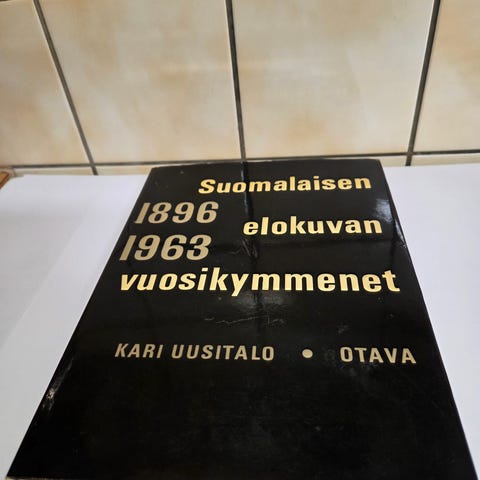 Suomalaisen
1896
elokuvan
1963
vuosikymmenet
KARI UUSITALO • OTAVA